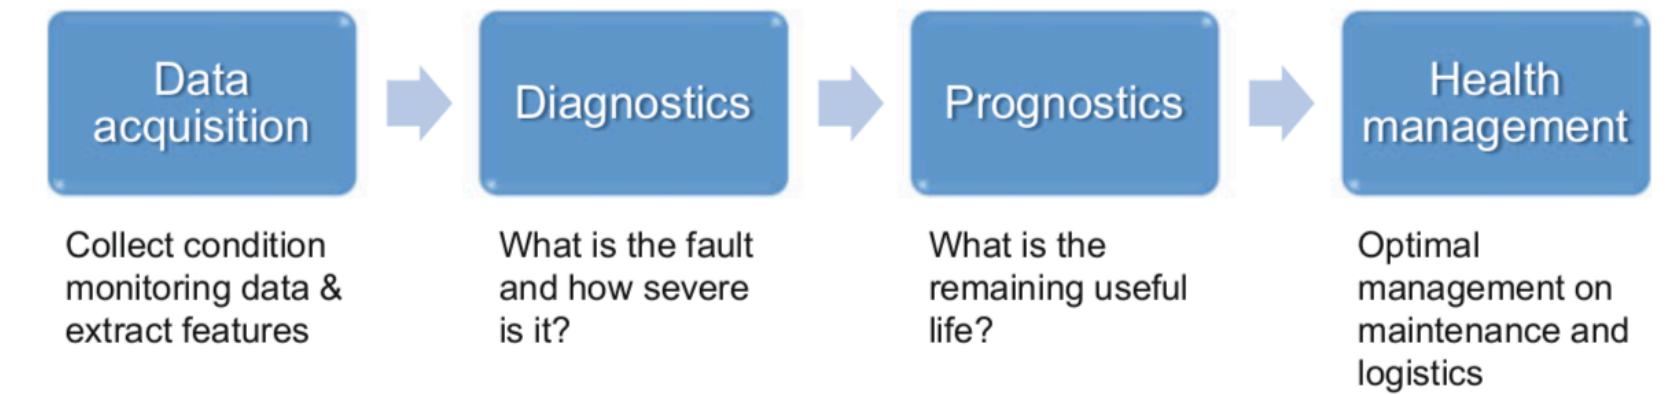 Data
acquisition
Diagnostics
Prognostics
Health
management
Collect condition
monitoring data &
extract features
What is the fault
and how severe
is it?
What is the
remaining useful
life?
Optimal
management on
maintenance and
logistics